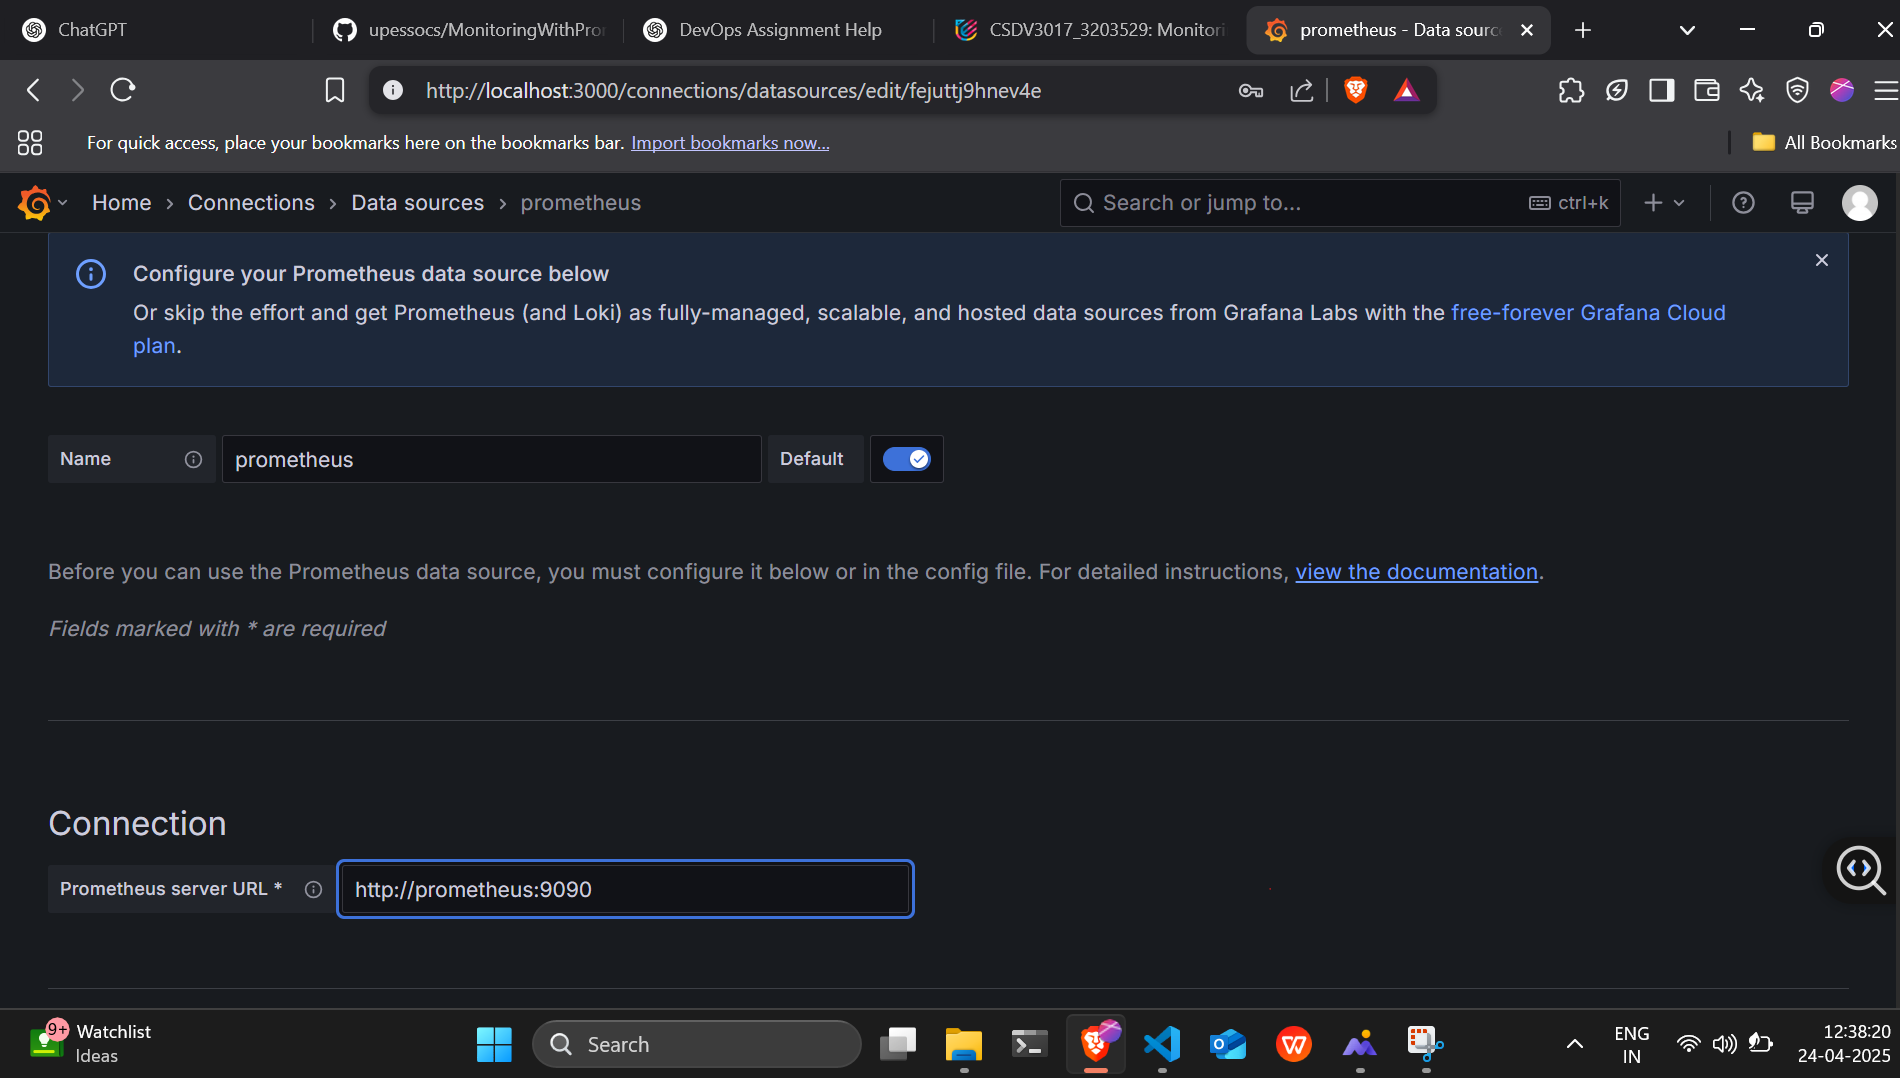 ChatGPT
upessocs/MonitoringWithPro
DevOps Assignment Help
CSDV3017_3203529: Monitori
prometheus - Data sourc
http://localhost:3000/connections/datasources/edit/fejuttj9hnev4e
For quick access, place your bookmarks here on the bookmarks bar. Import bookmarks now...
All Bookmarks
Home › Connections › Data sources › prometheus
Search or jump to...
ctrl+k
Configure your Prometheus data source below
Or skip the effort and get Prometheus (and Loki) as fully-managed, scalable, and hosted data sources from Grafana Labs with the free-forever Grafana Cloud
plan.
Name
prometheus
Default
Before you can use the Prometheus data source, you must configure it below or in the config file. For detailed instructions, view the documentation.
Fields marked with * are required
Connection
Prometheus server URL *
http://prometheus:9090
9+
Watchlist
Ideas
Search
ENG
IN
12:38:20
24-04-2025